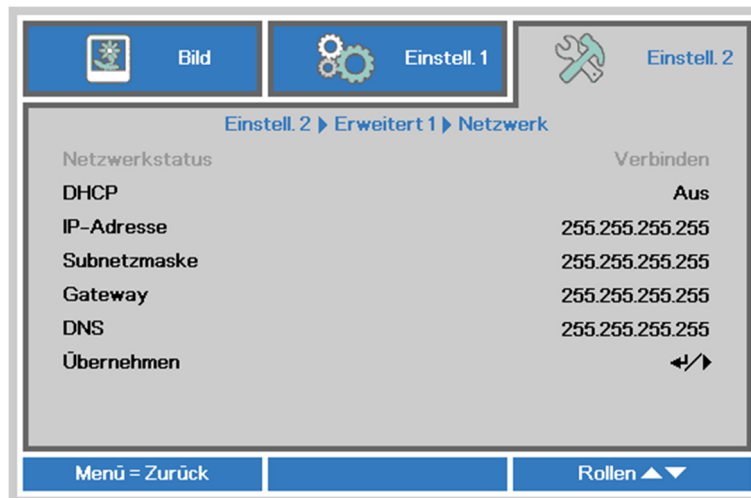 Bild Einstell. 1 Einstell. 2
Einstell. 2 ▶ Erweitert 1 ▶ Netzwerk
Netzwerkstatus Verbinden
DHCP Aus
IP-Adresse 255.255.255.255
Subnetzmaske 255.255.255.255
Gateway 255.255.255.255
DNS 255.255.255.255
Übernehmen ↵/▶
Menü = Zurück Rollen ▲▼